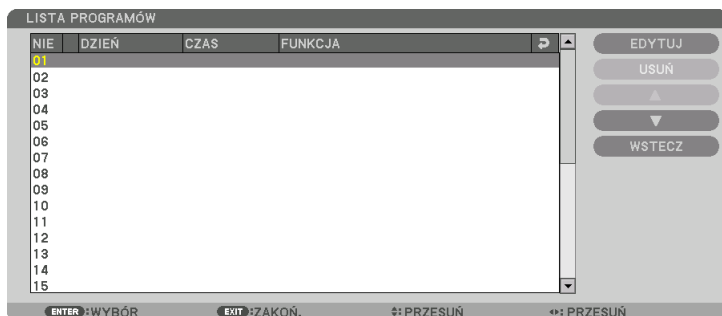 LISTA PROGRAMÓW
NIE DZIEŃ CZAS FUNKCJA
01
02
03
04
05
06
07
08
09
10
11
12
13
14
15
EDYTUJ
USUŃ
WSTECZ
ENTER :WYBÓR EXIT :ZAKOŃ. :PRZESUŃ :PRZESUŃ